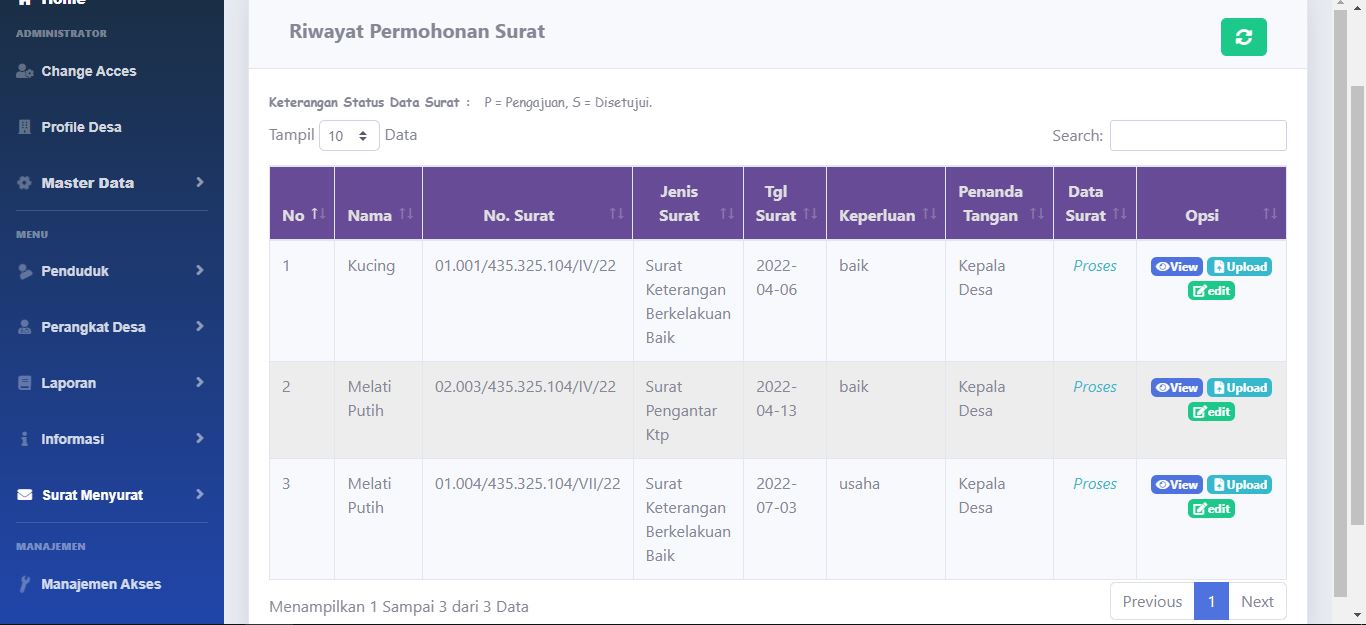 Home
ADMINISTRATOR
Change Acces
Profile Desa
Master Data
MENU
Penduduk
Perangkat Desa
Laporan
Informasi
Surat Menyurat
MANAJEMEN
Manajemen Akses
Riwayat Permohonan Surat
Keterangan Status Data Surat : P = Pengajuan, S = Disetujui.
Tampil 10 Data
Search:
No Nama No. Surat Jenis Surat Tgl Surat Keperluan Penanda Tangan Data Surat Opsi
1 Kucing 01.001/435.325.104/IV/22 Surat 2022- baik Kepala Proses View Upload
Keterangan 04-06 Desa edit
Berkelakuan
Baik
2 Melati 02.003/435.325.104/IV/22 Surat 2022- baik Kepala Proses View Upload
Putih Pengantar 04-13 Desa edit
Ktp
3 Melati 01.004/435.325.104/VII/22 Surat 2022- usaha Kepala Proses View Upload
Putih Keterangan 07-03 Desa edit
Berkelakuan
Baik
Menampilkan 1 Sampai 3 dari 3 Data
Previous 1 Next